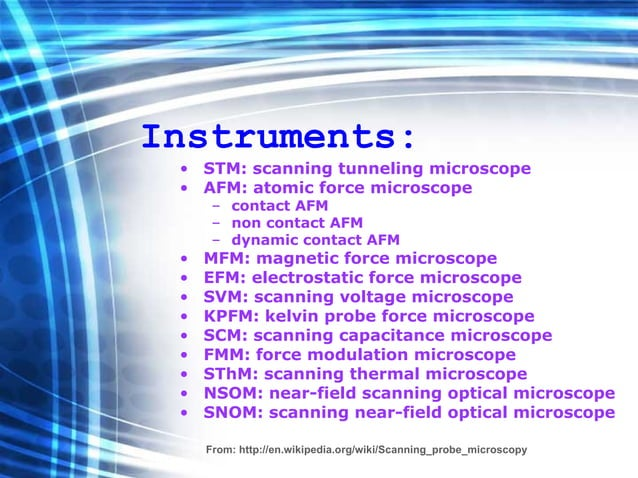 Instruments:
• STM: scanning tunneling microscope
• AFM: atomic force microscope
– contact AFM
– non contact AFM
– dynamic contact AFM
• MFM: magnetic force microscope
• EFM: electrostatic force microscope
• SVM: scanning voltage microscope
• KPFM: kelvin probe force microscope
• SCM: scanning capacitance microscope
• FMM: force modulation microscope
• SThM: scanning thermal microscope
• NSOM: near-field scanning optical microscope
• SNOM: scanning near-field optical microscope
From: http://en.wikipedia.org/wiki/Scanning_probe_microscopy